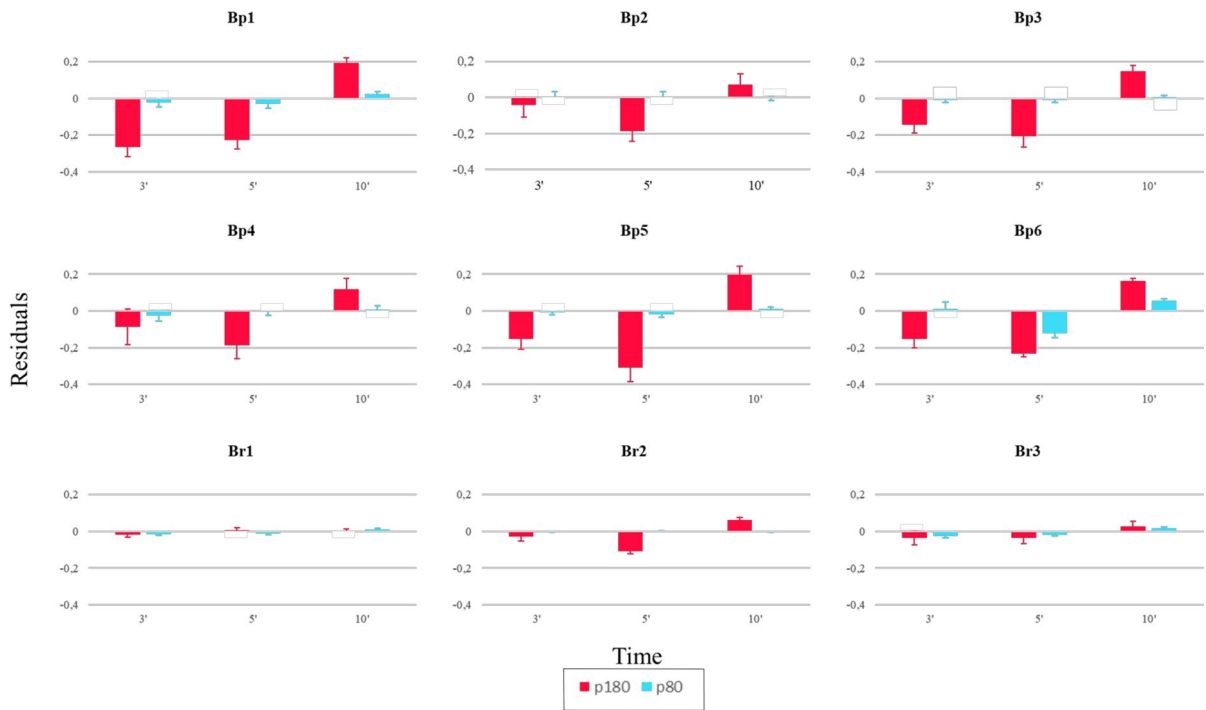 Bp1 Bp2 Bp3
0,2 0,2 0,2
0 0 0
-0,2 -0,2 -0,2
-0,4 -0,4 -0,4
3' 5' 10' 3' 5' 10' 3' 5' 10'
Bp4 Bp5 Bp6
0,2 0,2 0,2
0 0 0
-0,2 -0,2 -0,2
-0,4 -0,4 -0,4
3' 5' 10' 3' 5' 10' 3' 5' 10'
Residuals
Br1 Br2 Br3
0,2 0,2 0,2
0 0 0
-0,2 -0,2 -0,2
-0,4 -0,4 -0,4
3' 5' 10' 3' 5' 10' 3' 5' 10'
Time
p180 p80